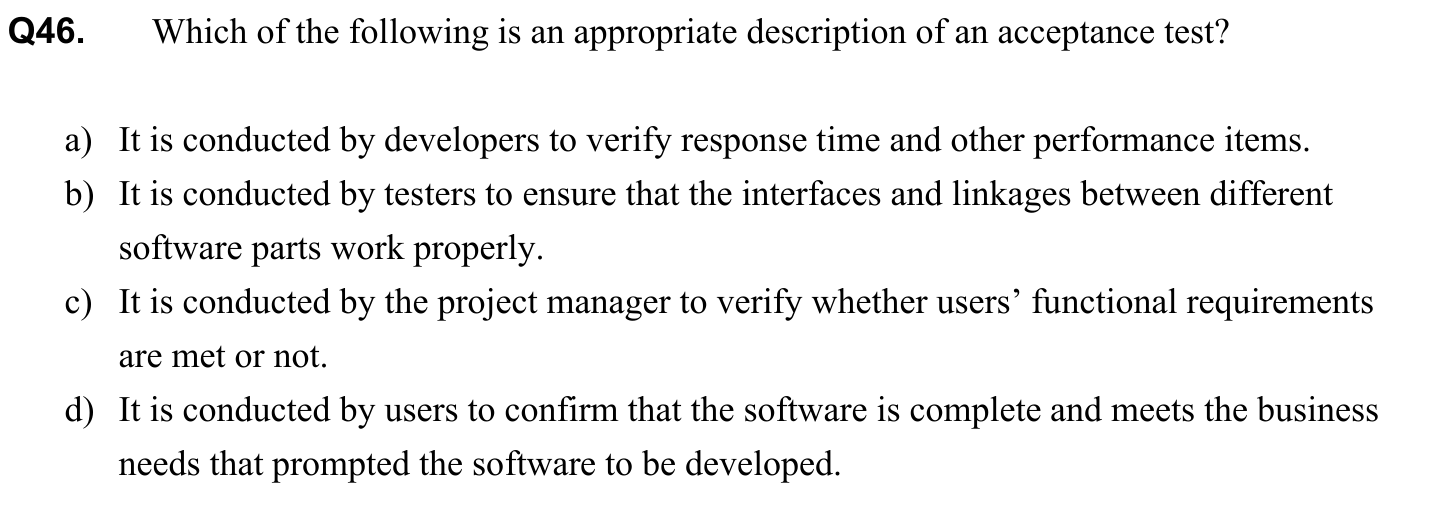 Q46. Which of the following is an appropriate description of an acceptance test?
a) It is conducted by developers to verify response time and other performance items.
b) It is conducted by testers to ensure that the interfaces and linkages between different
software parts work properly.
c) It is conducted by the project manager to verify whether users’ functional requirements
are met or not.
d) It is conducted by users to confirm that the software is complete and meets the business
needs that prompted the software to be developed.